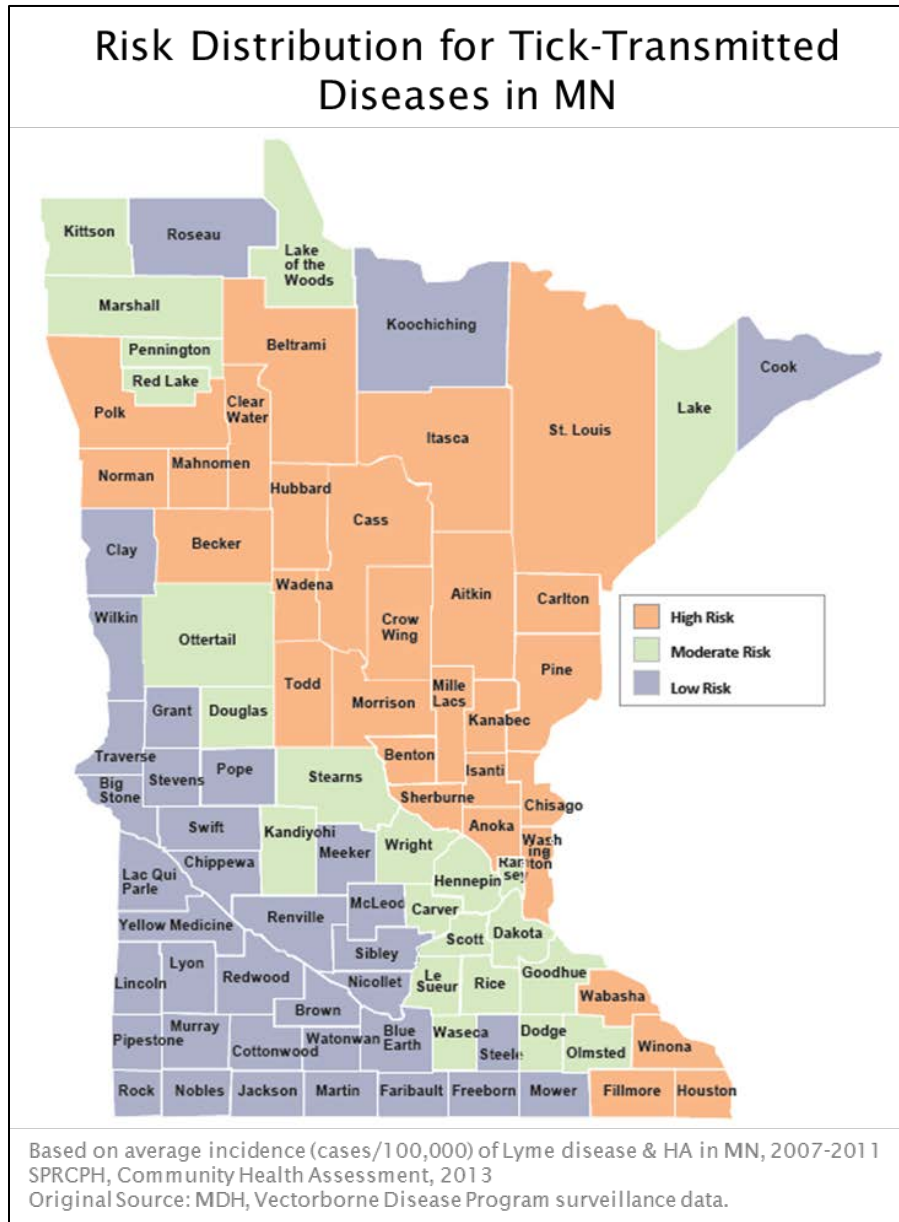 Risk Distribution for Tick-Transmitted
Diseases in MN
Kittson
Roseau
Lake
of the
Woods
Marshall
Koochiching
Beltrami
Pennington
Red Lake
Cook
Polk
Clear
Water
Lake
Itasca
St. Louis
Norman
Mahnomen
Hubbard
Cass
Clay
Becker
Wadena
Aitkin
Carlton
Wilkin
Crow
Wing
Ottertail
High Risk
Moderate Risk
Low Risk
Pine
Todd
Mille
Lacs
Grant
Douglas
Morrison
Kanabec
Traverse
Benton
Stevens
Pope
Isanti
Big
Stone
Stearns
Sherburne
Chisago
Swift
Kandiyohi
Anoka
Wash
ing
ton
Meeker
Wright
Ram
sey
Chippewa
Lac Qui
Parle
Hennepin
McLeod
Carver
Renville
Yellow Medicine
Scott
Dakota
Sibley
Lyon
Goodhue
Lincoln
Redwood
Nicollet
Le
Sueur
Rice
Wabasha
Brown
Murray
Pipestone
Cottonwood
Watonwan
Blue
Earth
Waseca
Steele
Dodge
Olmsted
Winona
Rock
Nobles
Jackson
Martin
Faribault
Freeborn
Mower
Fillmore
Houston
Based on average incidence (cases/100,000) of Lyme disease & HA in MN, 2007-2011
SPRCPH, Community Health Assessment, 2013
Original Source: MDH, Vectorborne Disease Program surveillance data.